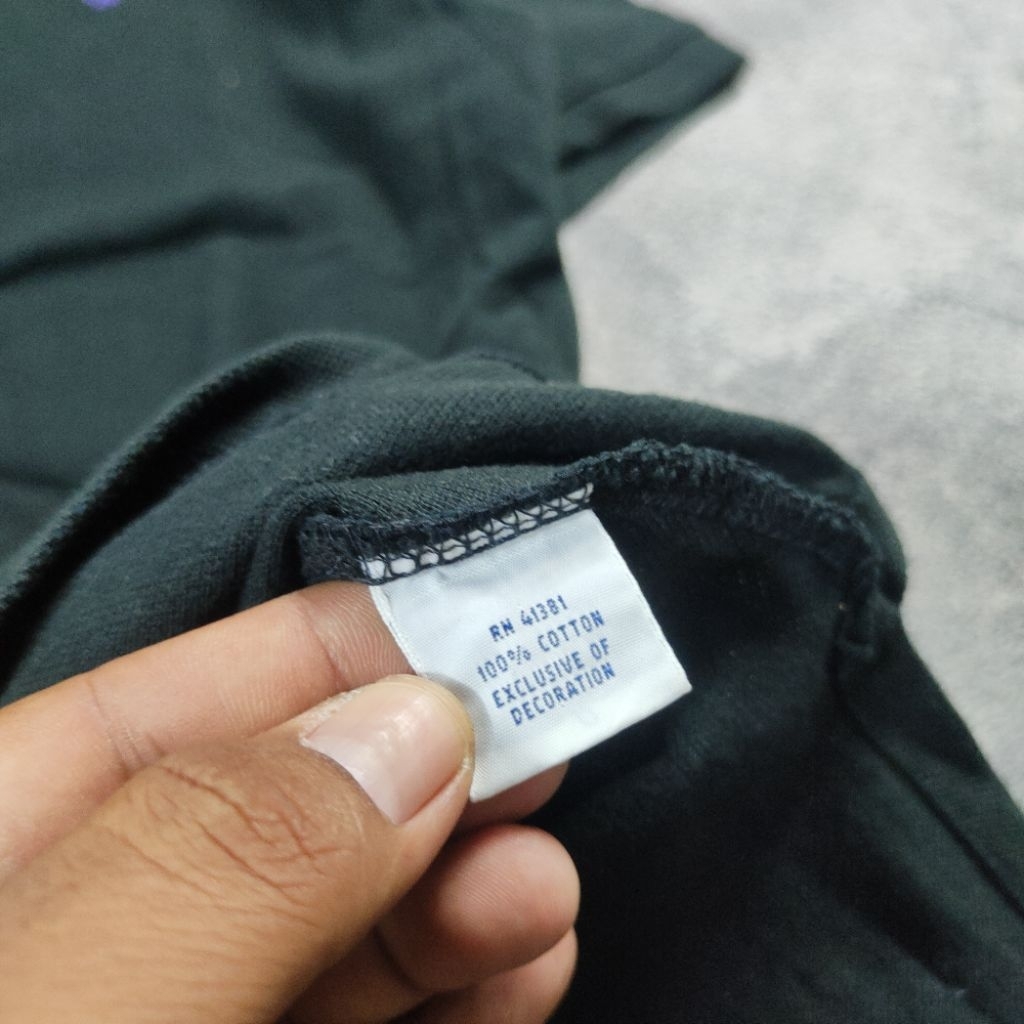 RN 41381
100% COTTON
EXCLUSIVE OF
DECORATION